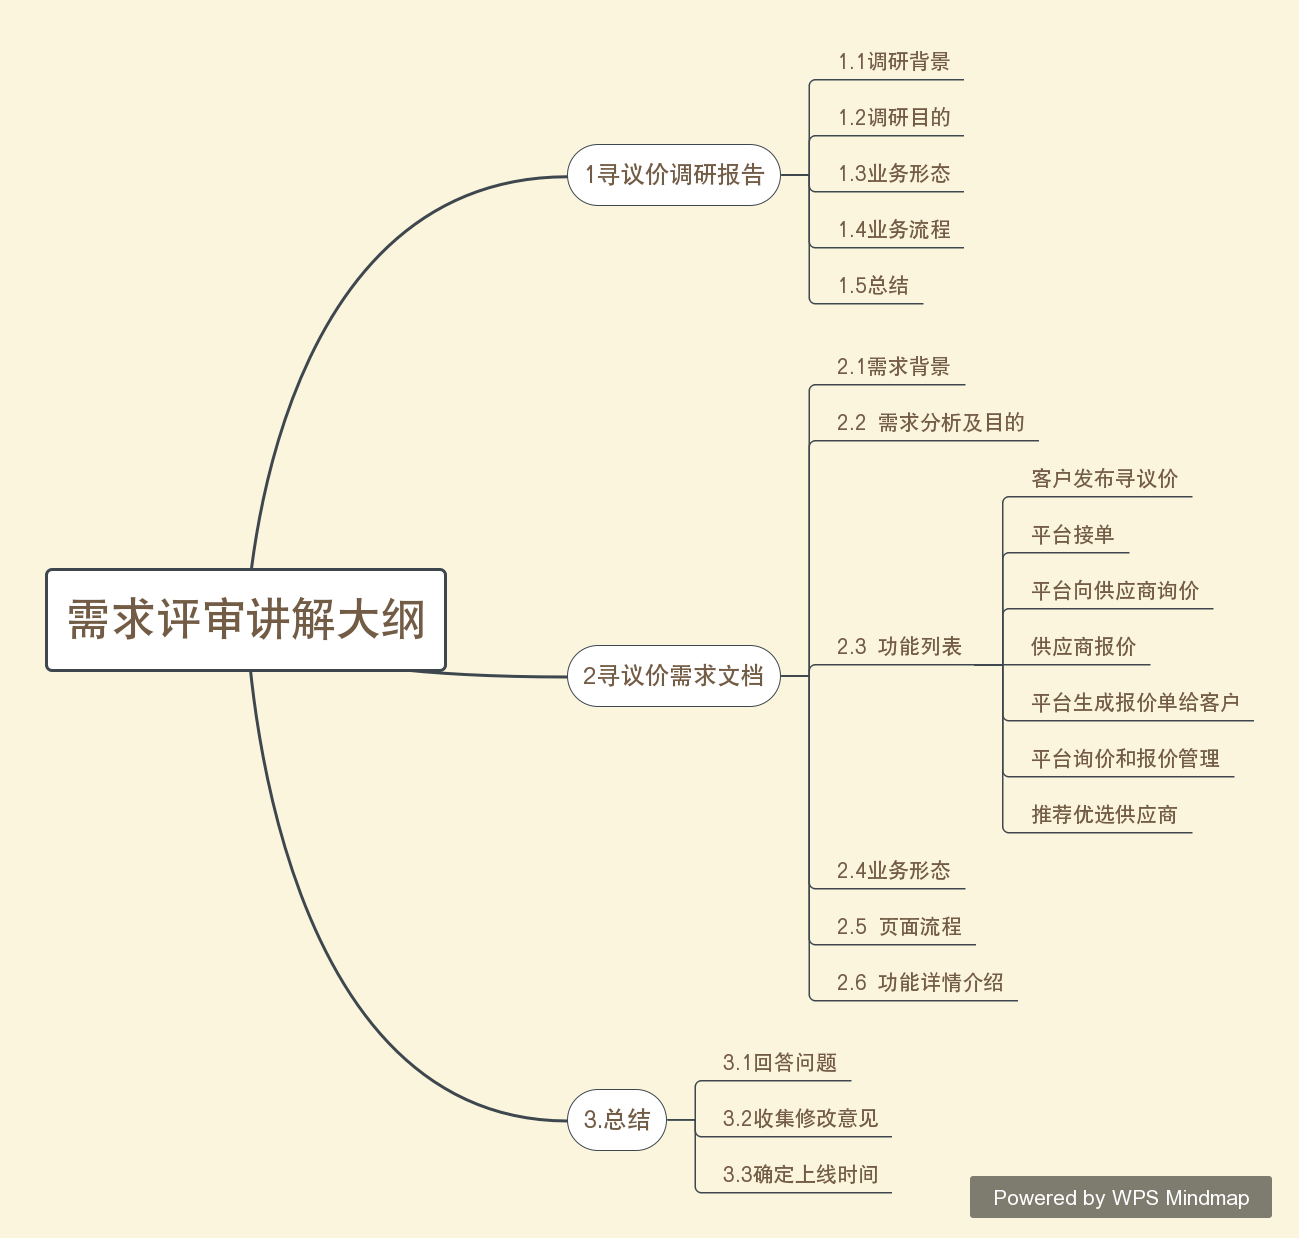 需求评审讲解大纲
1寻议价调研报告
1.1调研背景
1.2调研目的
1.3业务形态
1.4业务流程
1.5总结
2寻议价需求文档
2.1需求背景
2.2 需求分析及目的
2.3 功能列表
客户发布寻议价
平台接单
平台向供应商询价
供应商报价
平台生成报价单给客户
平台询价和报价管理
推荐优选供应商
2.4业务形态
2.5 页面流程
2.6 功能详情介绍
3.总结
3.1回答问题
3.2收集修改意见
3.3确定上线时间
Powered by WPS Mindmap